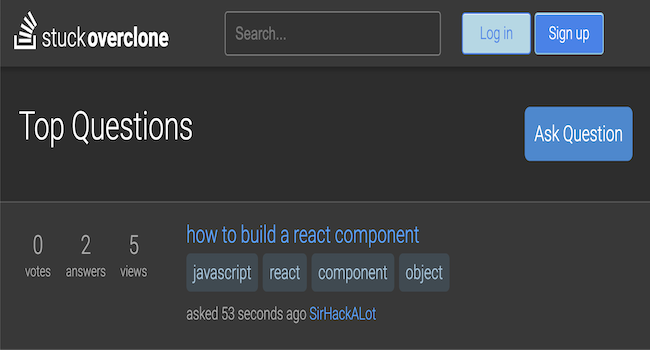 stuckoverclone Search... Log in Sign up
Top Questions Ask Question
0 2 5 how to build a react component
votes answers views javascript react component object
asked 53 seconds ago SirHackALot